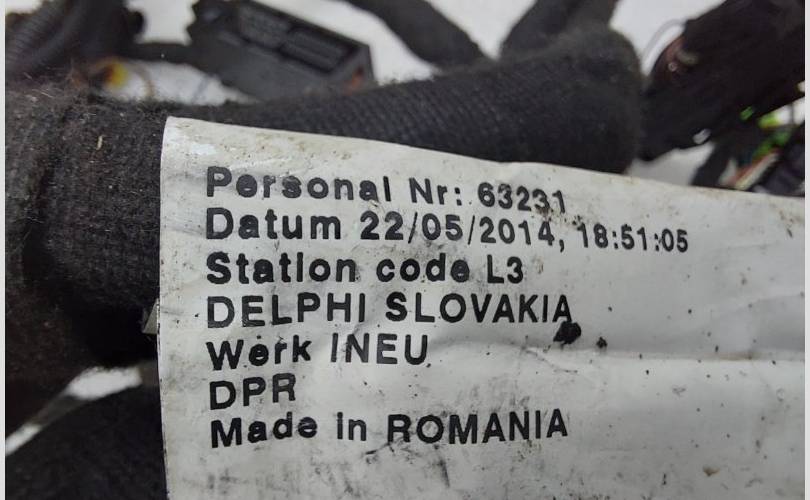 Personal Nr: 63231
Datum 22/05/2014, 18:51:05
Station code L3
DELPHI SLOVAKIA
Werk INEU
DPR
Made in ROMANIA